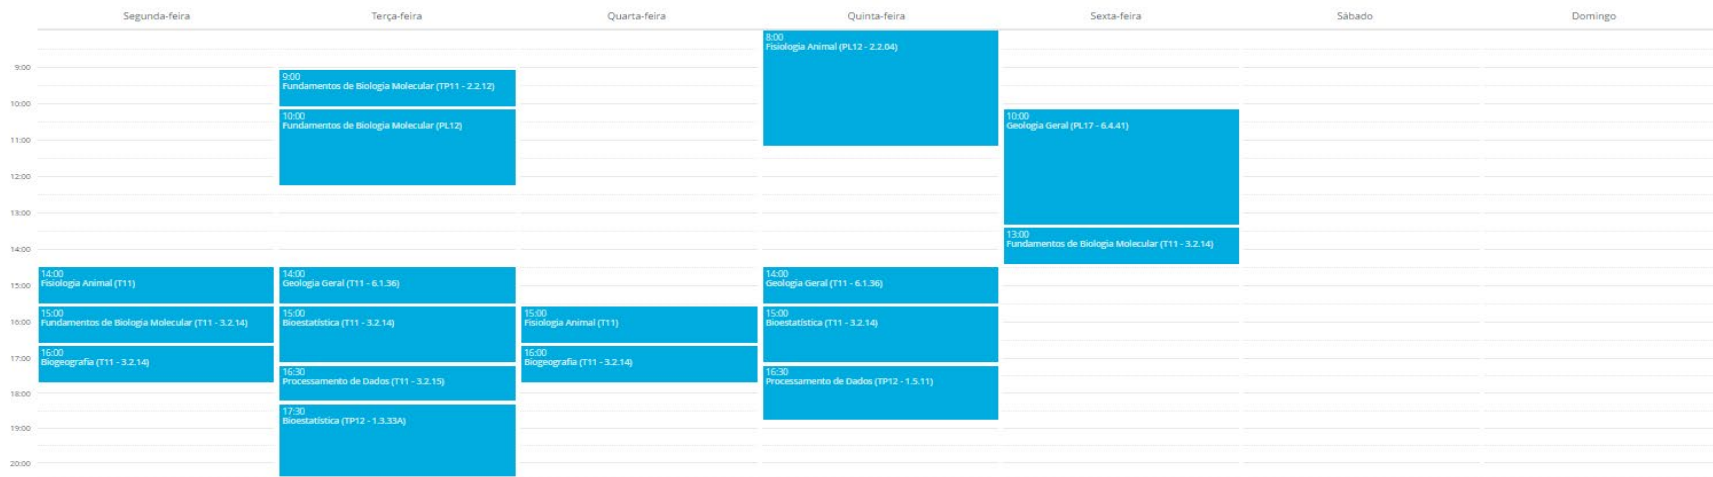 Segunda-feira
Terça-feira
Quarta-feira
Quinta-feira
Sexta-feira
Sábado
Domingo
8:00
Fisiologia Animal (PL12 - 2.2.04)
9:00
9:00
Fundamentos de Biologia Molecular (TP11 - 2.2.12)
10:00
10:00
Fundamentos de Biologia Molecular (PL12)
10:00
Geologia Geral (PL17 - 6.4.41)
11:00
12:00
13:00
13:00
Fundamentos de Biologia Molecular (T11 - 3.2.14)
14:00
14:00
Fisiologia Animal (T11)
14:00
Geologia Geral (T11 - 6.1.36)
14:00
Geologia Geral (T11 - 6.1.36)
15:00
15:00
Fundamentos de Biologia Molecular (T11 - 3.2.14)
15:00
Bioestatística (T11 - 3.2.14)
15:00
Fisiologia Animal (T11)
15:00
Bioestatística (T11 - 3.2.14)
16:00
16:00
Biogeografia (T11 - 3.2.14)
16:00
Biogeografia (T11 - 3.2.14)
17:00
16:30
Processamento de Dados (T11 - 3.2.15)
16:30
Processamento de Dados (TP12 - 1.5.11)
18:00
17:30
Bioestatística (TP12 - 1.3.33A)
19:00
20:00